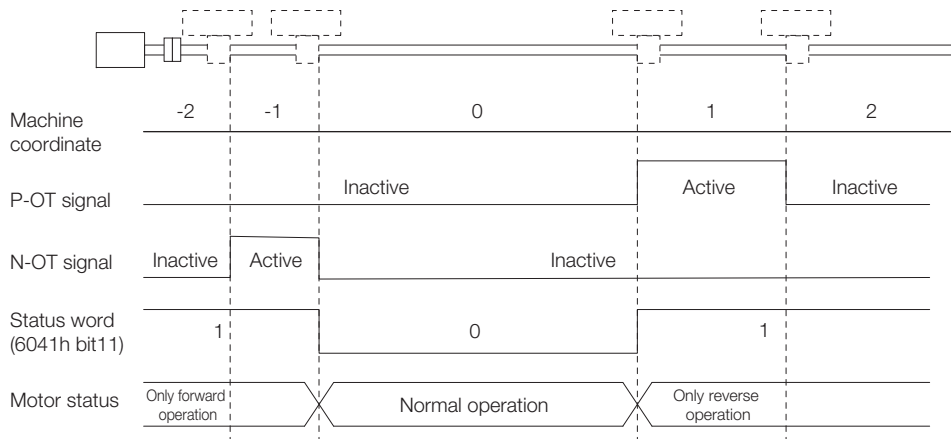 Machine
coordinate
-2
-1
0
1
2
P-OT signal
Inactive
Active
Inactive
N-OT signal
Inactive
Active
Inactive
Status word
(6041h bit11)
1
0
1
Motor status
Only forward
operation
Normal operation
Only reverse
operation